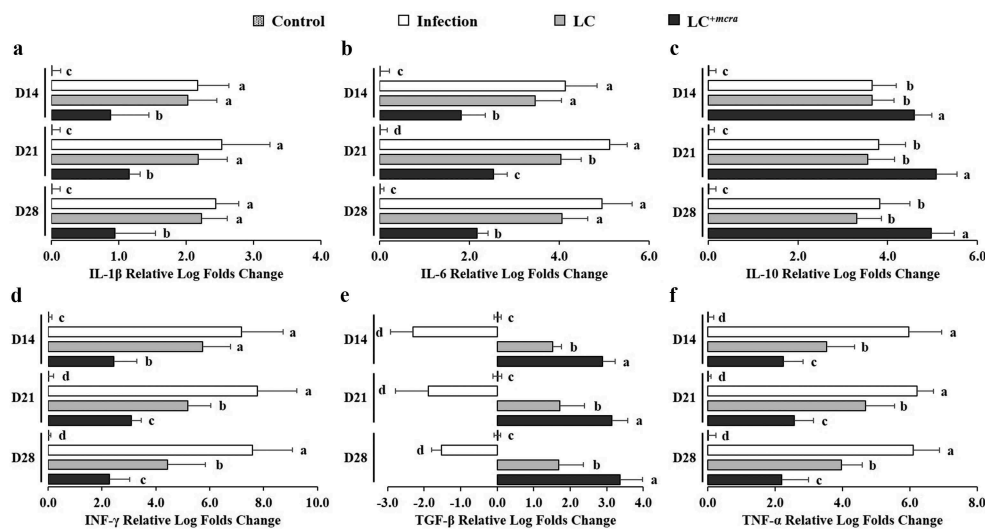 Control Infection LC LC+mcra
a b c
D14 c a a b
D21 c a a b
D28 c a a b
0.0 1.0 2.0 3.0 4.0
IL-1β Relative Log Folds Change
D14 c a a b
D21 d a b c
D28 c a a b
0.0 2.0 4.0 6.0
IL-6 Relative Log Folds Change
D14 c b b a
D21 c b b a
D28 c b b a
0.0 2.0 4.0 6.0
IL-10 Relative Log Folds Change
d e f
D14 c a a b
D21 d a b c
D28 d a b c
0.0 2.0 4.0 6.0 8.0 10.0
INF-γ Relative Log Folds Change
D14 c d b a
D21 c d b a
D28 c d b a
-3.0 -2.0 -1.0 0.0 1.0 2.0 3.0 4.0
TGF-β Relative Log Folds Change
D14 d a b c
D21 d a b c
D28 d a b c
0.0 2.0 4.0 6.0 8.0
TNF-α Relative Log Folds Change